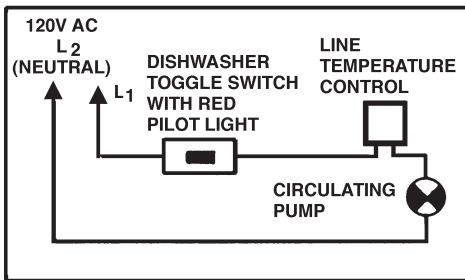 120V AC
L2
(NEUTRAL)
L1
DISHWASHER
TOGGLE SWITCH
WITH RED
PILOT LIGHT
LINE
TEMPERATURE
CONTROL
CIRCULATING
PUMP